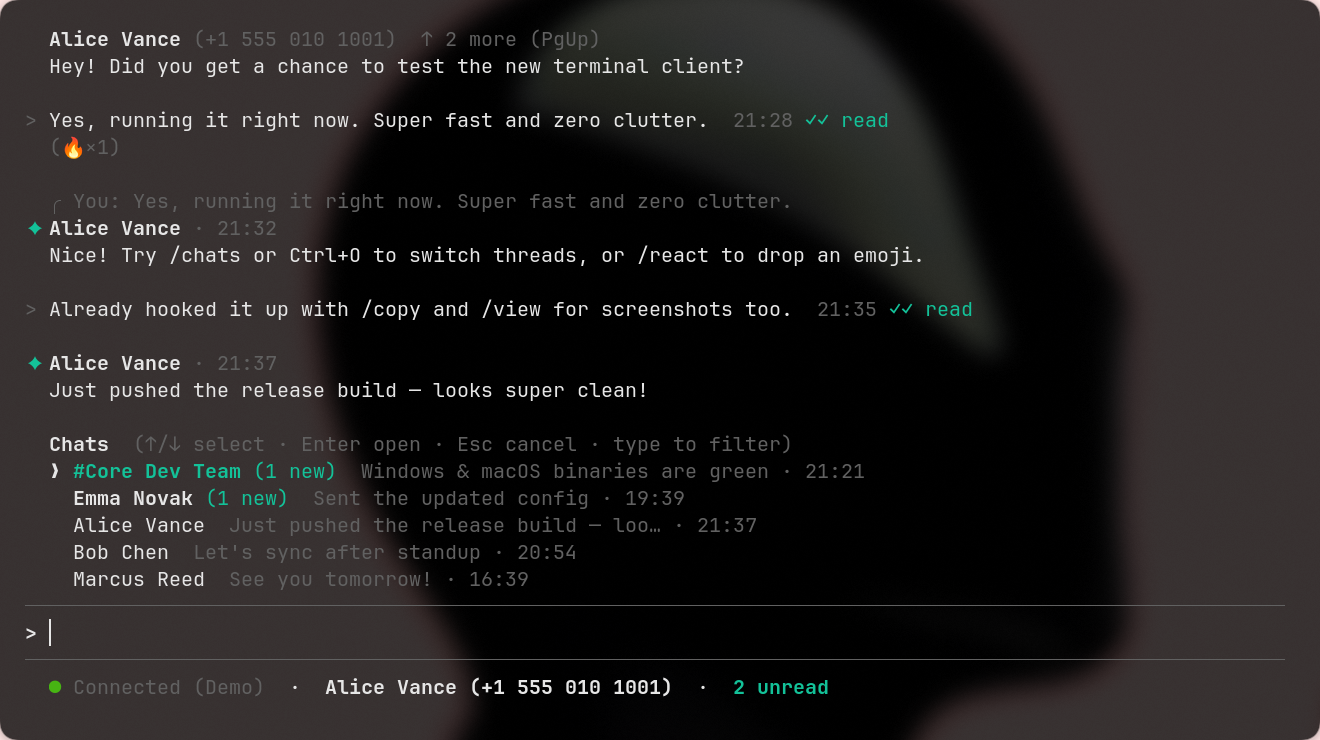 Alice Vance (+1 555 010 1001) ↑ 2 more (PgUp)
Hey! Did you get a chance to test the new terminal client?
> Yes, running it right now. Super fast and zero clutter. 21:28 ✓✓ read
(🔥×1)
╭ You: Yes, running it right now. Super fast and zero clutter.
✦ Alice Vance · 21:32
Nice! Try /chats or Ctrl+O to switch threads, or /react to drop an emoji.
> Already hooked it up with /copy and /view for screenshots too. 21:35 ✓✓ read
✦ Alice Vance · 21:37
Just pushed the release build — looks super clean!
Chats (↑/↓ select · Enter open · Esc cancel · type to filter)
❯ #Core Dev Team (1 new) Windows & macOS binaries are green · 21:21
Emma Novak (1 new) Sent the updated config · 19:39
Alice Vance Just pushed the release build — loo… · 21:37
Bob Chen Let's sync after standup · 20:54
Marcus Reed See you tomorrow! · 16:39
>
● Connected (Demo) · Alice Vance (+1 555 010 1001) · 2 unread